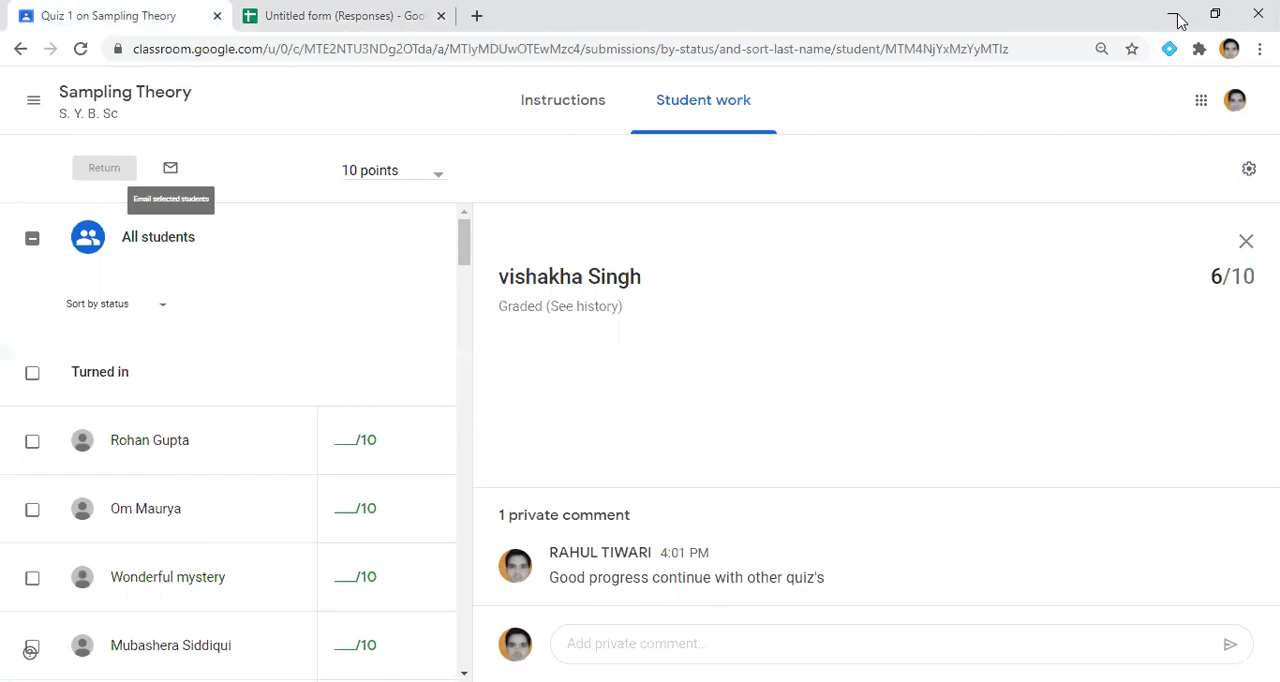 Quiz 1 on Sampling Theory
Untitled form (Responses) - Goo
classroom.google.com/u/0/c/MTE2NTU3NDg2OTda/a/MTIyMDUwOTEwMzc4/submissions/by-status/and-sort-last-name/student/MTM4NjYxMzYyMTIz
Sampling Theory
S. Y. B. Sc
Instructions
Student work
Return
10 points
Email selected students
All students
Sort by status
Turned in
Rohan Gupta
__/10
Om Maurya
__/10
Wonderful mystery
__/10
Mubashera Siddiqui
__/10
vishakha Singh
6/10
Graded (See history)
1 private comment
RAHUL TIWARI 4:01 PM
Good progress continue with other quiz's
Add private comment...